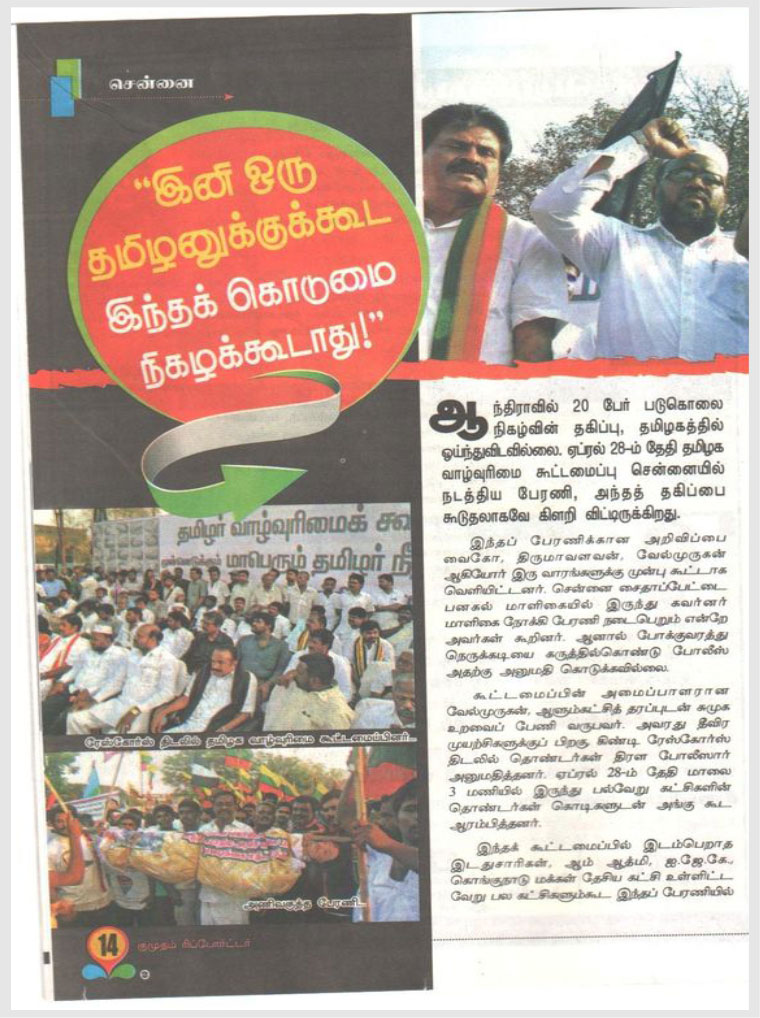 சென்னை
“இனி ஒரு
தமிழனுக்குக்கூட
இந்தக் கொடுமை
நிகழக்கூடாது!”
ஆந்திராவில் 20 பேர் படுகொலை
நிகழ்வின் தகிப்பு, தமிழகத்தில்
ஓய்ந்துவிடவில்லை. ஏப்ரல் 28-ம் தேதி தமிழக
வாழ்வுரிமை கூட்டமைப்பு சென்னையில்
நடத்திய பேரணி, அந்தத் தகிப்பை
கூடுதலாகவே கிளறி விட்டிருக்கிறது.
இந்தப் பேரணிக்கான அறிவிப்பை
வைகோ, திருமாவளவன், வேல்முருகன்
ஆகியோர் இரு வாரங்களுக்கு முன்பு கூட்டாக
வெளியிட்டனர். சென்னை சைதாப்பேட்டை
பனகல் மாளிகையில் இருந்து கவர்னர்
மாளிகை நோக்கி பேரணி நடைபெறும் என்றே
அவர்கள் கூறினர். ஆனால் போக்குவரத்து
நெருக்கடியை கருத்தில்கொண்டு போலீஸ்
அதற்கு அனுமதி கொடுக்கவில்லை.
கூட்டமைப்பின் அமைப்பாளரான
வேல்முருகன், ஆளும்கட்சித் தரப்புடன் சுமுக
உறவைப் பேணி வருபவர். அவரது தீவிர
முயற்சிகளுக்குப் பிறகு, கிண்டி ரேஸ்கோர்ஸ்
திடலில் தொண்டர்கள் திரள போலீஸார்
அனுமதித்தனர். ஏப்ரல் 28-ம் தேதி மாலை
3 மணியில் இருந்து பல்வேறு கட்சிகளின்
தொண்டர்கள் கொடிகளுடன் அங்கு கூட
ஆரம்பித்தனர்.
இந்தக் கூட்டமைப்பில் இடம்பெறாத
இடதுசாரிகள், ஆம் ஆத்மி, ஐ.ஜே.கே.,
கொங்குநாடு மக்கள் தேசிய கட்சி உள்ளிட்ட
வேறு பல கட்சிகளும்கூட இந்தப் பேரணியில்
தமிழர் வாழ்வுரிமைக் கூ
மாபெரும் தமிழர் நீ
ரேஸ்கோர்ஸ் திடலில் தமிழக வாழ்வுரிமை கூட்டமைப்பினர்...
அணிவகுத்த பேரணி...
14 குமுதம் ரிப்போர்ட்டர்